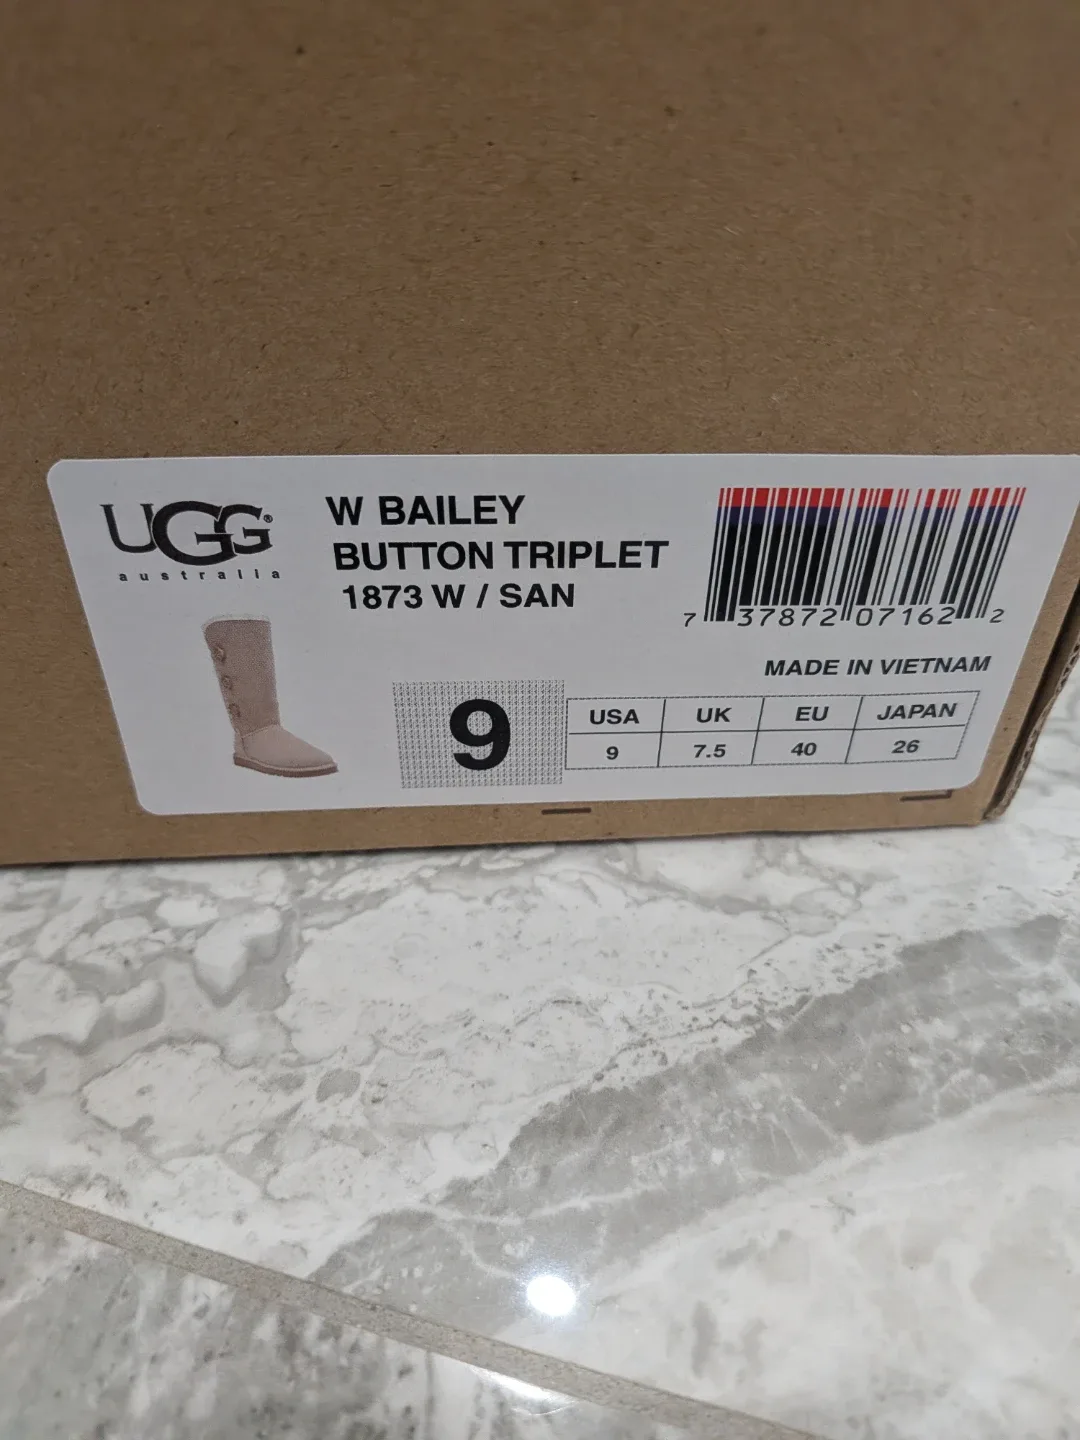 UGG®
australia
W BAILEY
BUTTON TRIPLET
1873 W / SAN
7 37872 07162 2
MADE IN VIETNAM
9
USA UK EU JAPAN
9 7.5 40 26